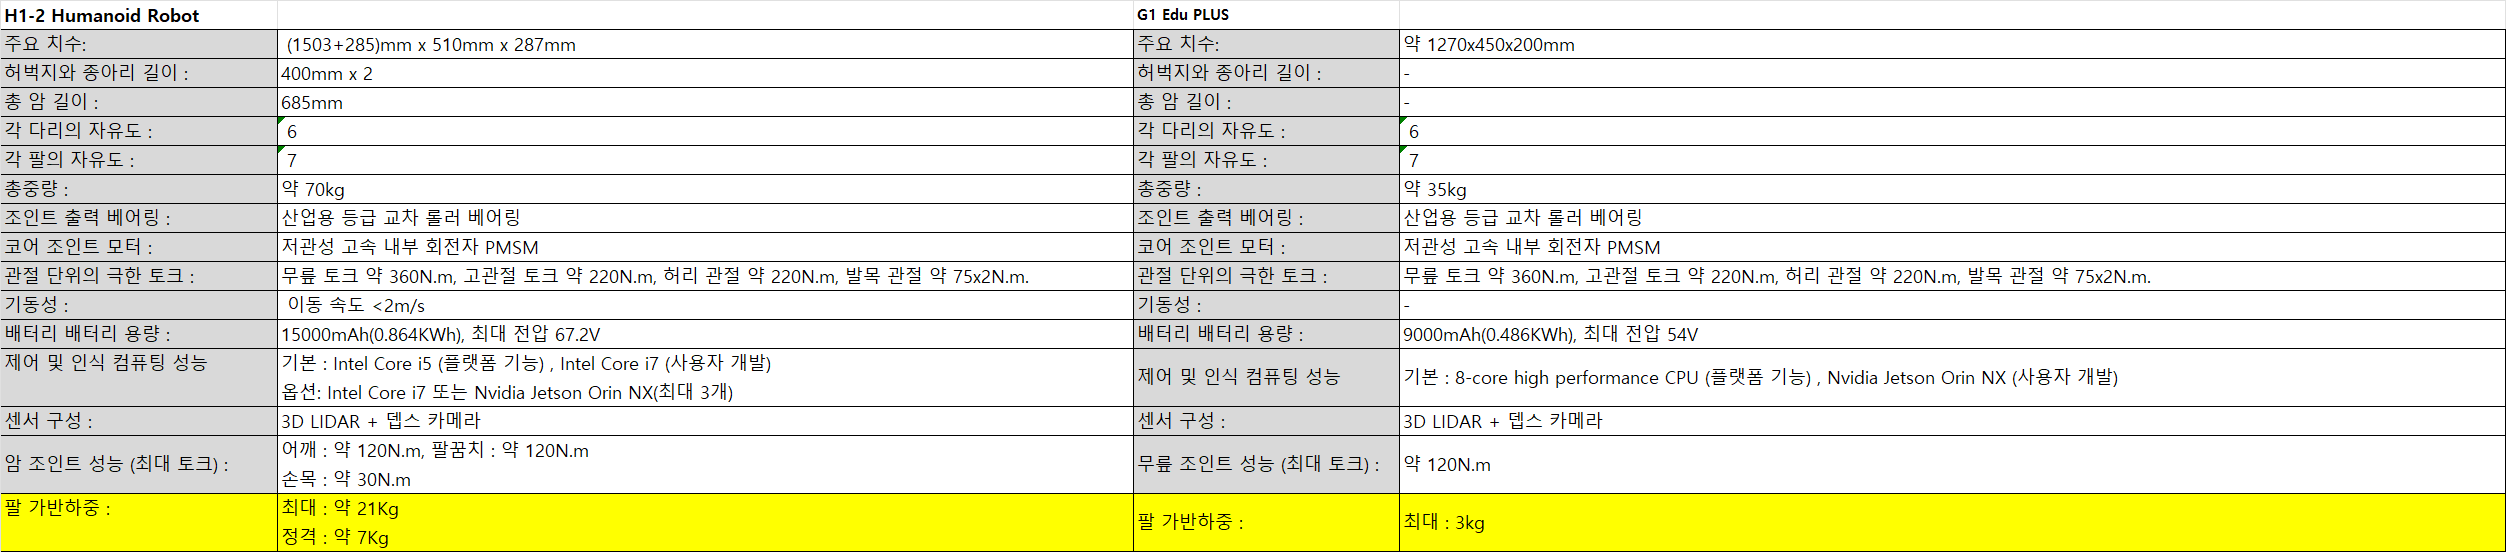 H1-2 Humanoid Robot
G1 Edu PLUS
주요 치수:
(1503+285)mm x 510mm x 287mm
주요 치수:
약 1270x450x200mm
허벅지와 종아리 길이 :
400mm x 2
허벅지와 종아리 길이 :
-
총 암 길이 :
685mm
총 암 길이 :
-
각 다리의 자유도 :
6
각 다리의 자유도 :
6
각 팔의 자유도 :
7
각 팔의 자유도 :
7
총중량 :
약 70kg
총중량 :
약 35kg
조인트 출력 베어링 :
산업용 등급 교차 롤러 베어링
조인트 출력 베어링 :
산업용 등급 교차 롤러 베어링
코어 조인트 모터 :
저관성 고속 내부 회전자 PMSM
코어 조인트 모터 :
저관성 고속 내부 회전자 PMSM
관절 단위의 극한 토크 :
무릎 토크 약 360N.m, 고관절 토크 약 220N.m, 허리 관절 약 220N.m, 발목 관절 약 75x2N.m.
관절 단위의 극한 토크 :
무릎 토크 약 360N.m, 고관절 토크 약 220N.m, 허리 관절 약 220N.m, 발목 관절 약 75x2N.m.
기동성 :
이동 속도 <2m/s
기동성 :
-
배터리 배터리 용량 :
15000mAh(0.864KWh), 최대 전압 67.2V
배터리 배터리 용량 :
9000mAh(0.486KWh), 최대 전압 54V
제어 및 인식 컴퓨팅 성능
기본 : Intel Core i5 (플랫폼 기능) , Intel Core i7 (사용자 개발)
옵션: Intel Core i7 또는 Nvidia Jetson Orin NX(최대 3개)
제어 및 인식 컴퓨팅 성능
기본 : 8-core high performance CPU (플랫폼 기능) , Nvidia Jetson Orin NX (사용자 개발)
센서 구성 :
3D LIDAR + 뎁스 카메라
센서 구성 :
3D LIDAR + 뎁스 카메라
암 조인트 성능 (최대 토크) :
어깨 : 약 120N.m, 팔꿈치 : 약 120N.m
손목 : 약 30N.m
무릎 조인트 성능 (최대 토크) :
약 120N.m
팔 가반하중 :
최대 : 약 21Kg
정격 : 약 7Kg
팔 가반하중 :
최대 : 3kg